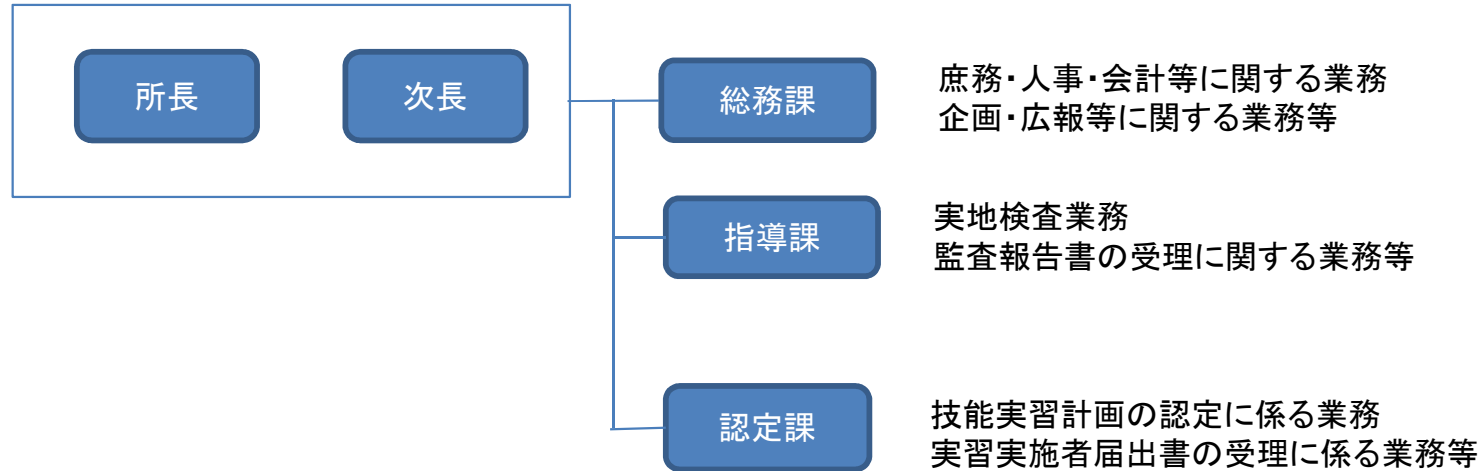 所長
次長
総務課
庶務・人事・会計等に関する業務
企画・広報等に関する業務等
指導課
実地検査業務
監査報告書の受理に関する業務等
認定課
技能実習計画の認定に係る業務
実習実施者届出書の受理に係る業務等